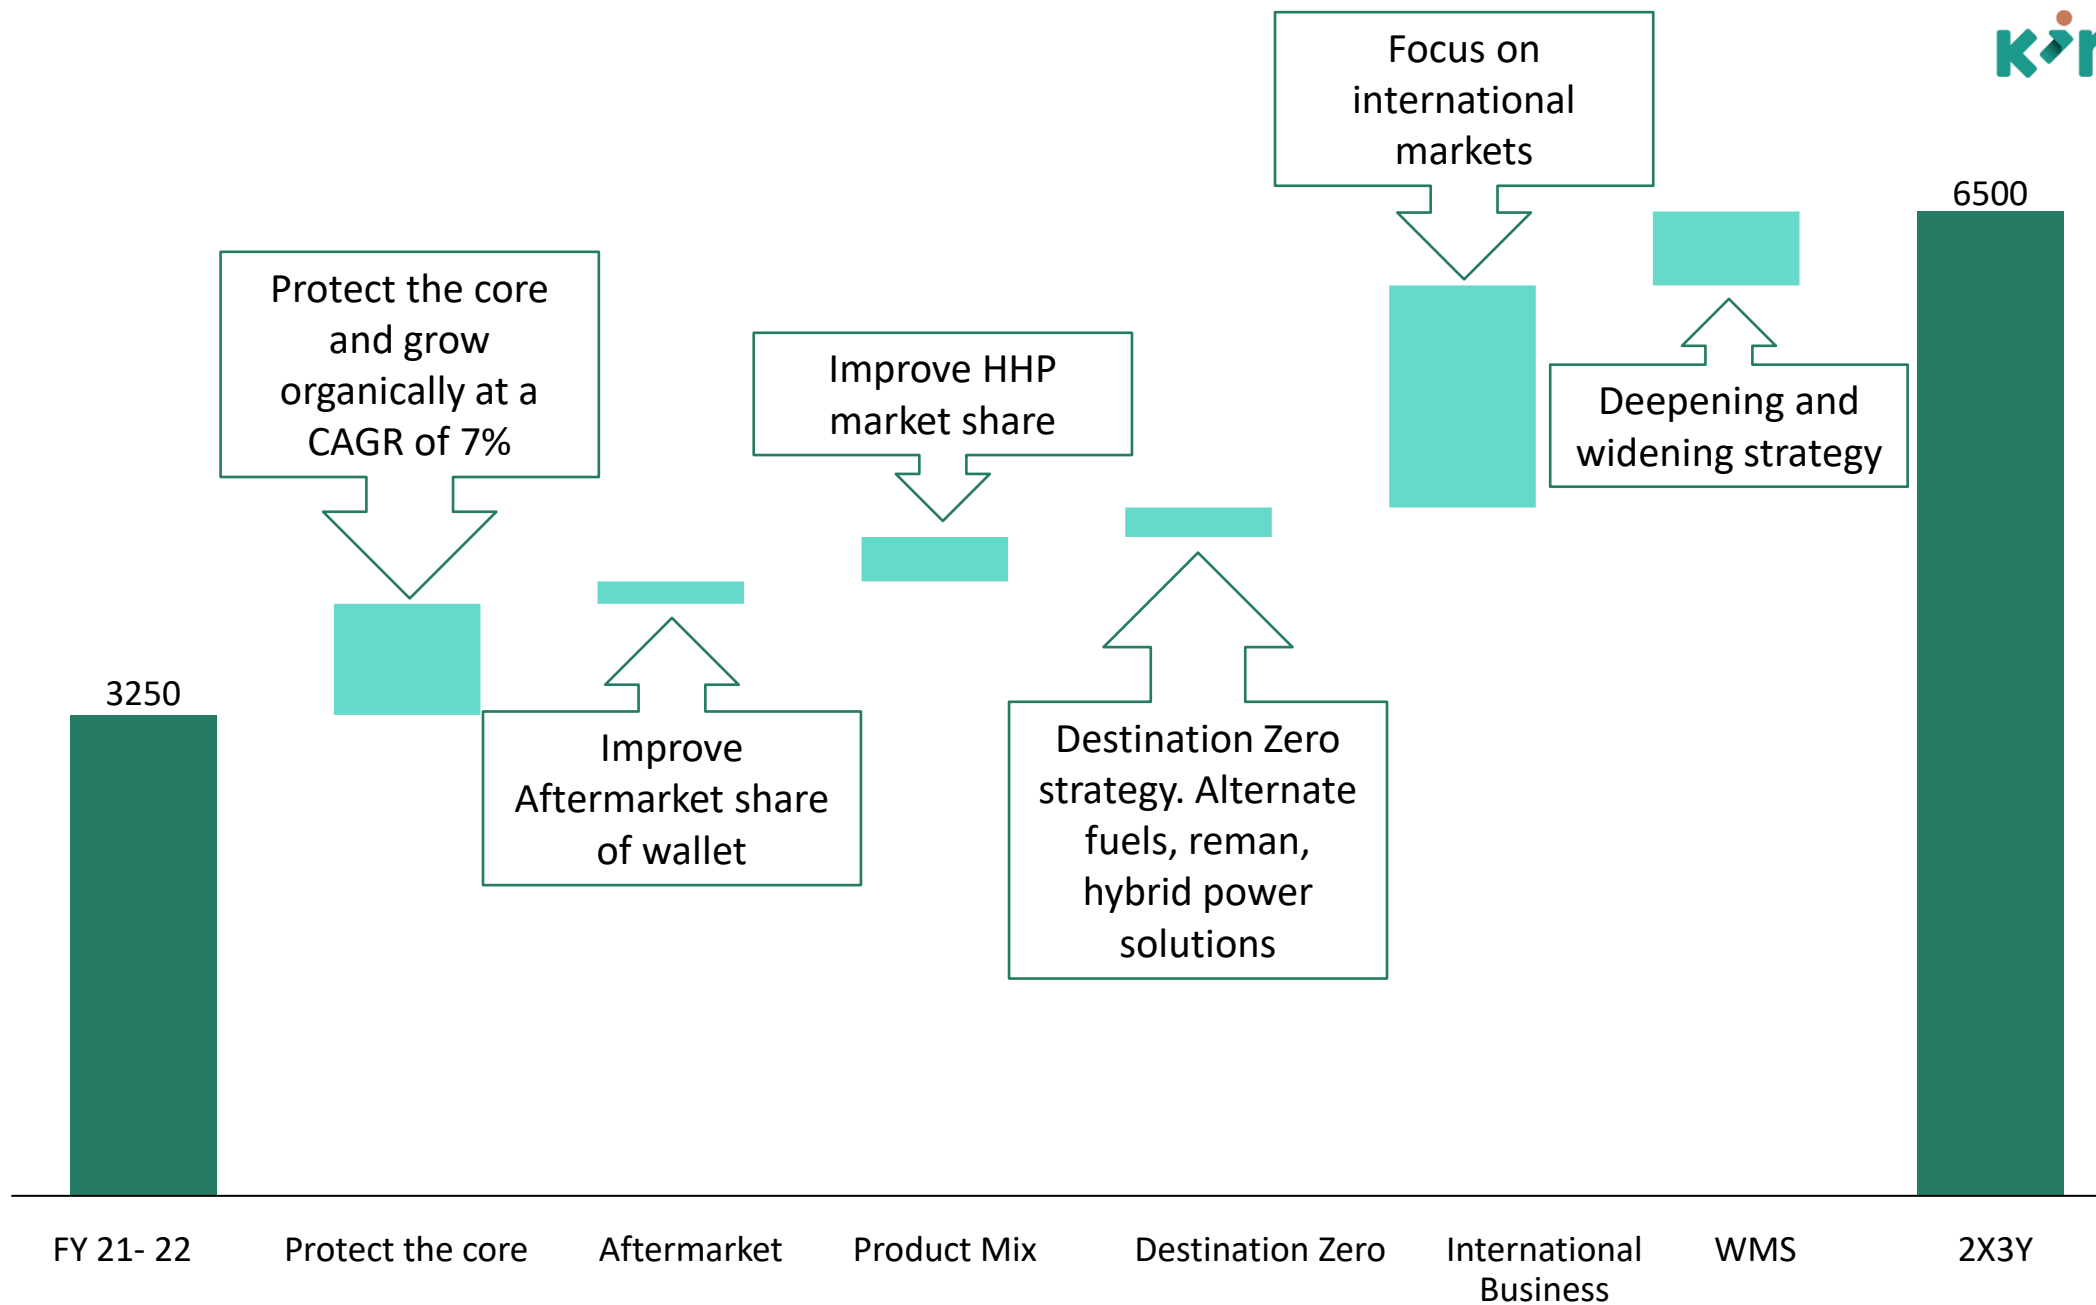 Focus on
international
markets
6500
Protect the core
and grow
organically at a
CAGR of 7%
Improve HHP
market share
Deepening and
widening strategy
3250
Improve
Aftermarket share
of wallet
Destination Zero
strategy. Alternate
fuels, reman,
hybrid power
solutions
FY 21- 22
Protect the core
Aftermarket
Product Mix
Destination Zero
International
Business
WMS
2X3Y